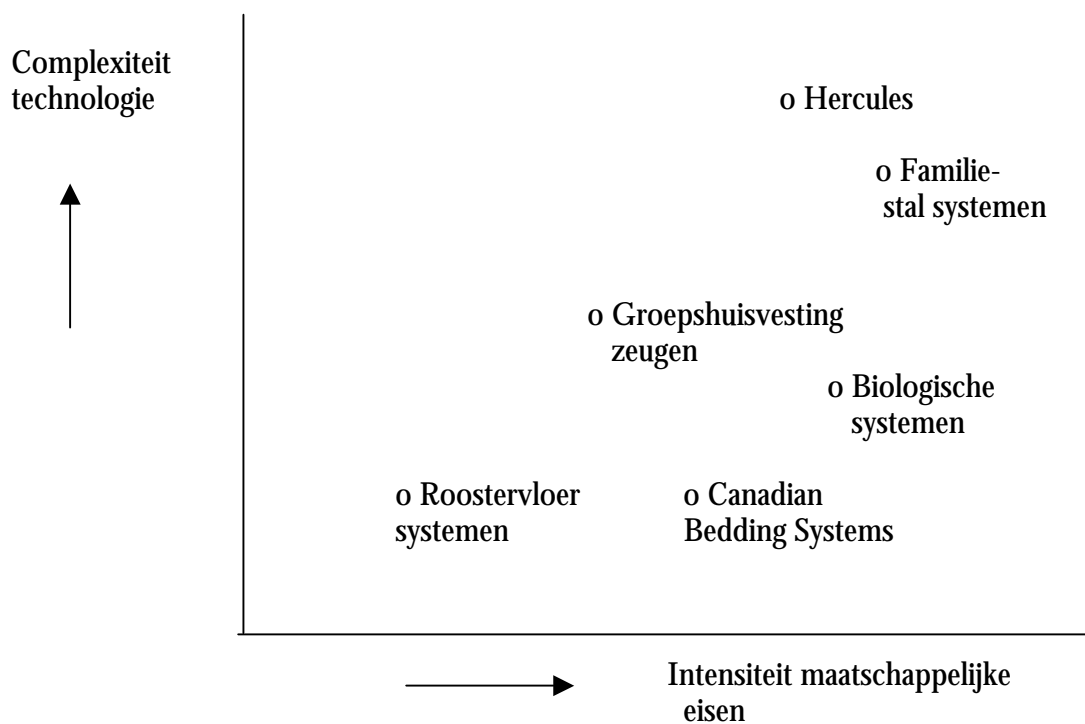 Complexiteit
technologie
o Hercules
o Familie-
stal systemen
o Groepshuisvesting
zeugen
o Biologische
systemen
o Roostervloer
systemen
o Canadian
Bedding Systems
Intensiteit maatschappelijke
eisen